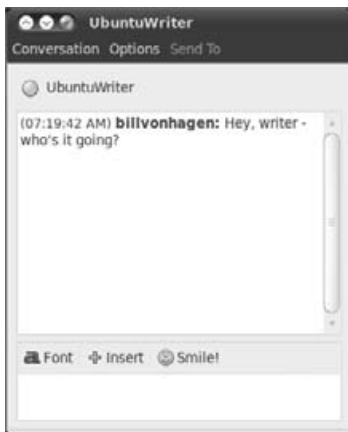 UbuntuWriter
Conversation Options Send To
UbuntuWriter
(07:19:42 AM) billvonhagen: Hey, writer -
who's it going?
Font Insert Smile!